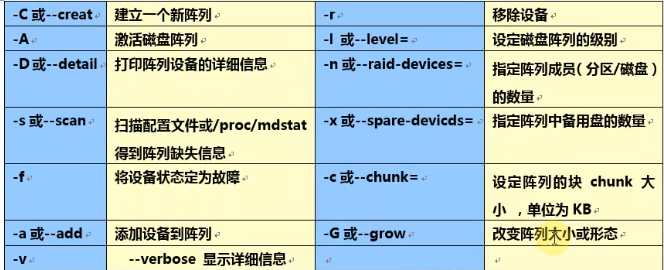 -C 或--creat 建立一个新阵列 -r 移除设备
-A 激活磁盘阵列 -l 或--level= 设定磁盘阵列的级别
-D 或--detail 打印阵列设备的详细信息 -n 或--raid-devices= 指定阵列成员(分区/磁盘)
的数量
-s 或--scan 扫描配置文件或/proc/mdstat -x 或--spare-devicds= 指定阵列中备用盘的数量
得到阵列缺失信息
-f 将设备状态定为故障 -c 或--chunk= 设定阵列的块 chunk 大
小 ，单位为 KB
-a 或--add 添加设备到阵列 -G 或--grow 改变阵列大小或形态
-v --verbose 显示详细信息